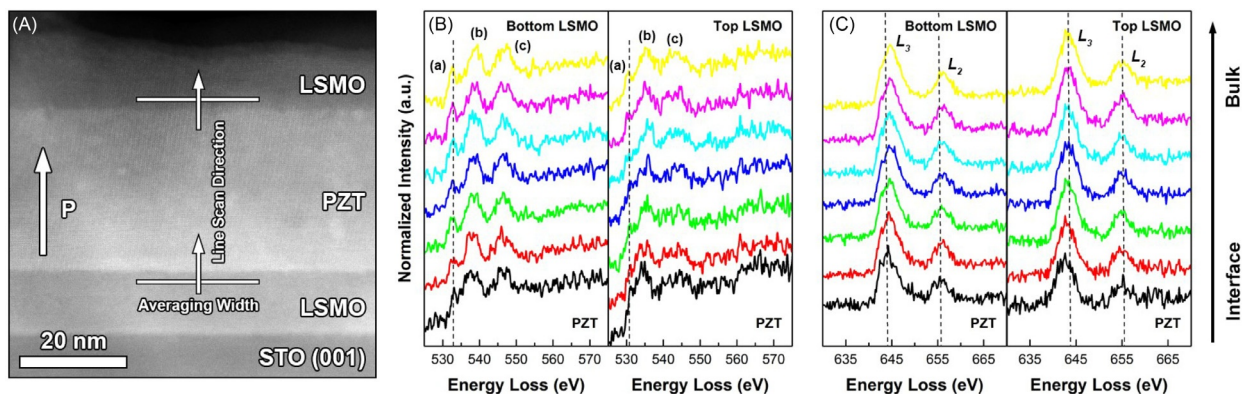 (A)
LSMO
P
Line Scan Direction
PZT
Averaging Width
LSMO
20 nm
STO (001)
(B)
Bottom LSMO
Top LSMO
(a)
(b)
(c)
(a)
(b)
(c)
Normalized Intensity (a.u.)
PZT
PZT
530 540 550 560 570
530 540 550 560 570
Energy Loss (eV)
Energy Loss (eV)
(C)
Bottom LSMO
Top LSMO
L3
L2
L3
L2
PZT
PZT
635 645 655 665
635 645 655 665
Energy Loss (eV)
Energy Loss (eV)
Bulk
Interface